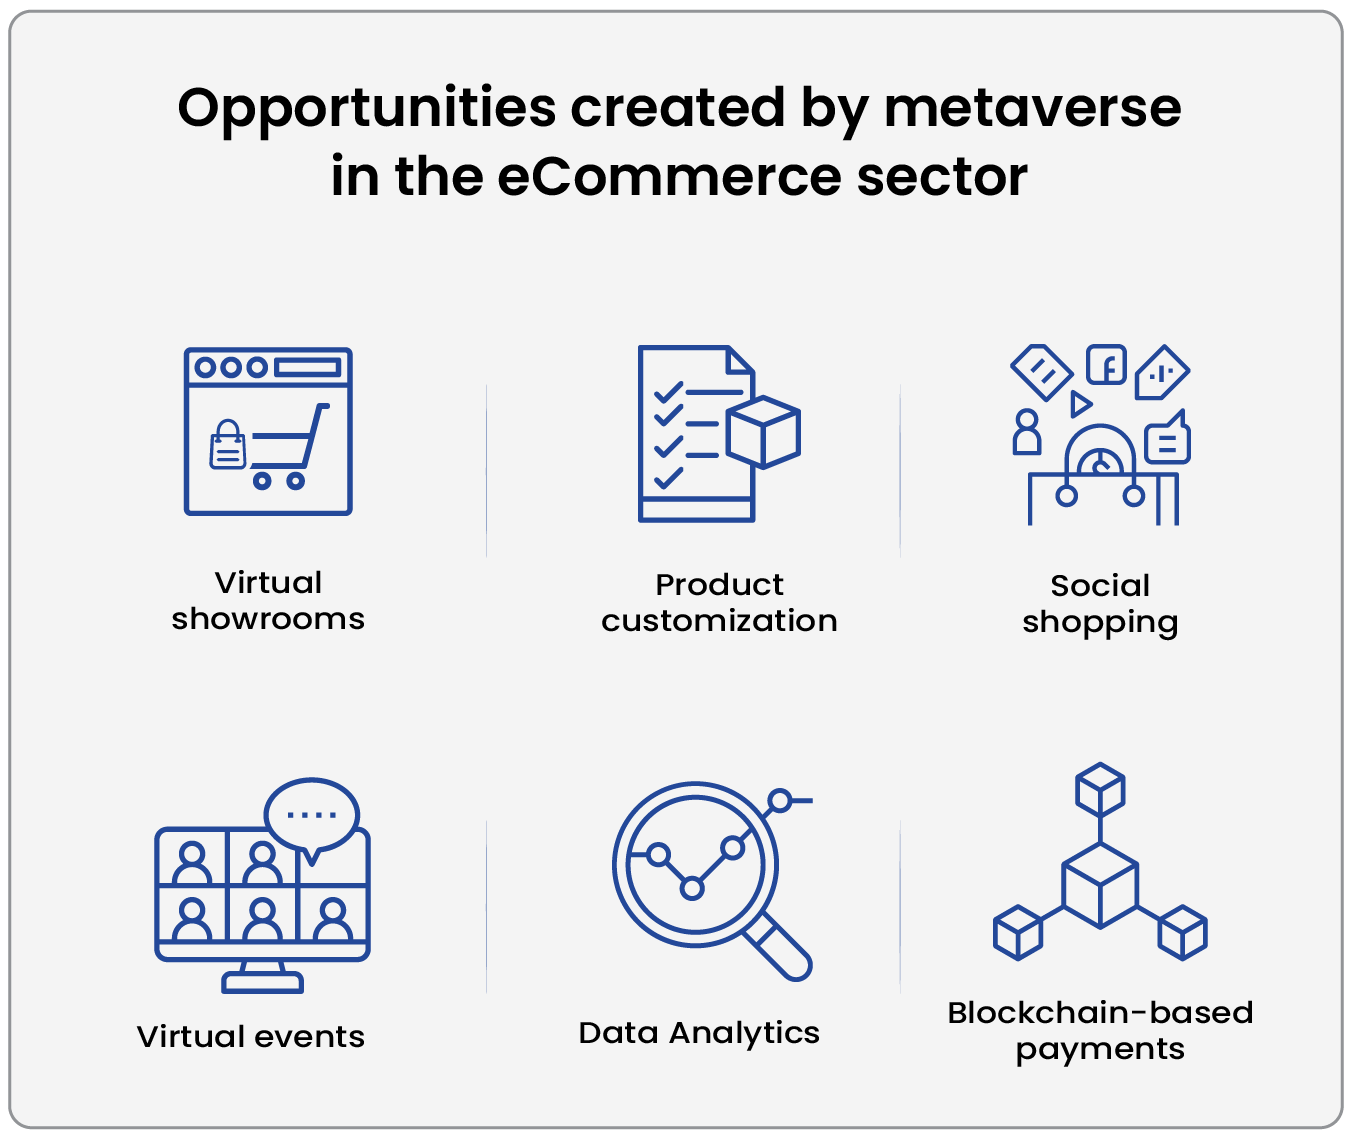 Opportunities created by metaverse
in the eCommerce sector
Virtual
showrooms
Product
customization
Social
shopping
Virtual events
Data Analytics
Blockchain-based
payments